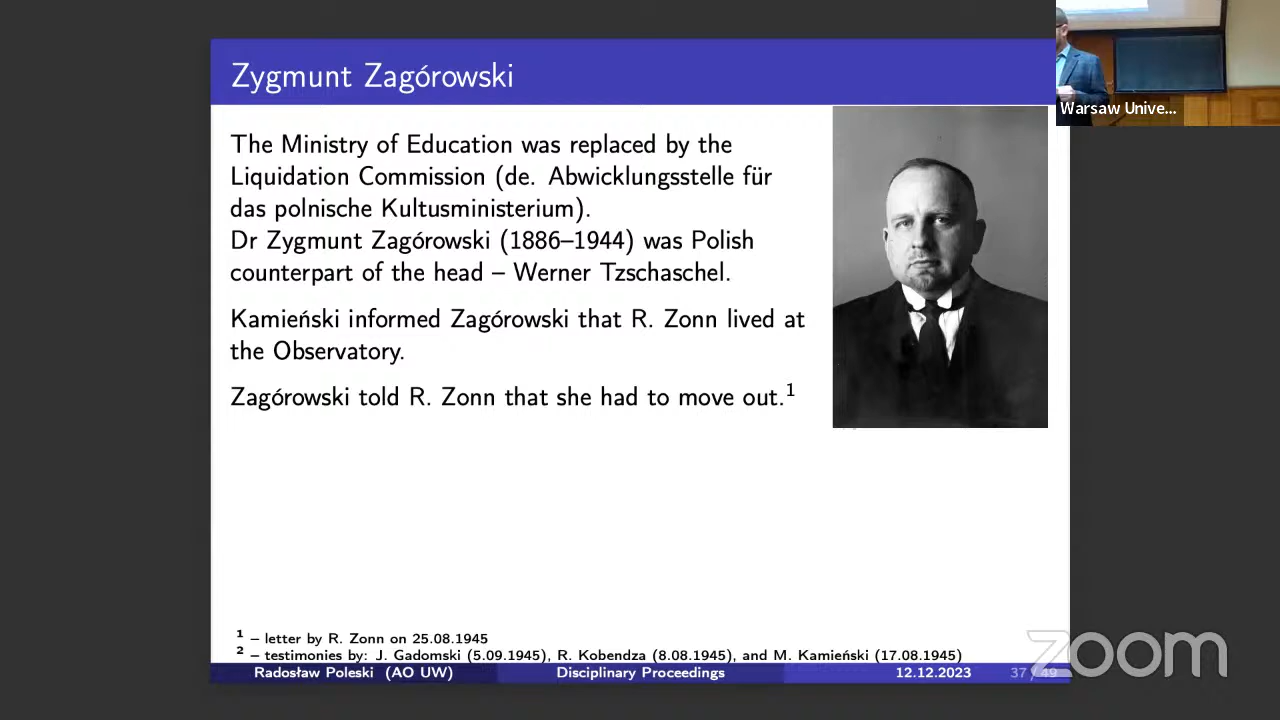 Zygmunt Zagórowski
The Ministry of Education was replaced by the
Liquidation Commission (de. Abwicklungsstelle für
das polnische Kultusministerium).
Dr Zygmunt Zagórowski (1886–1944) was Polish
counterpart of the head – Werner Tzschaschel.
Kamieński informed Zagórowski that R. Zonn lived at
the Observatory.
Zagórowski told R. Zonn that she had to move out.¹
¹ – letter by R. Zonn on 25.08.1945
² – testimonies by: J. Gadomski (5.09.1945), R. Kobendza (8.08.1945), and M. Kamieński (17.08.1945)
Radosław Poleski (AO UW) Disciplinary Proceedings 12.12.2023 37 / 49
Warsaw Unive...
zoom